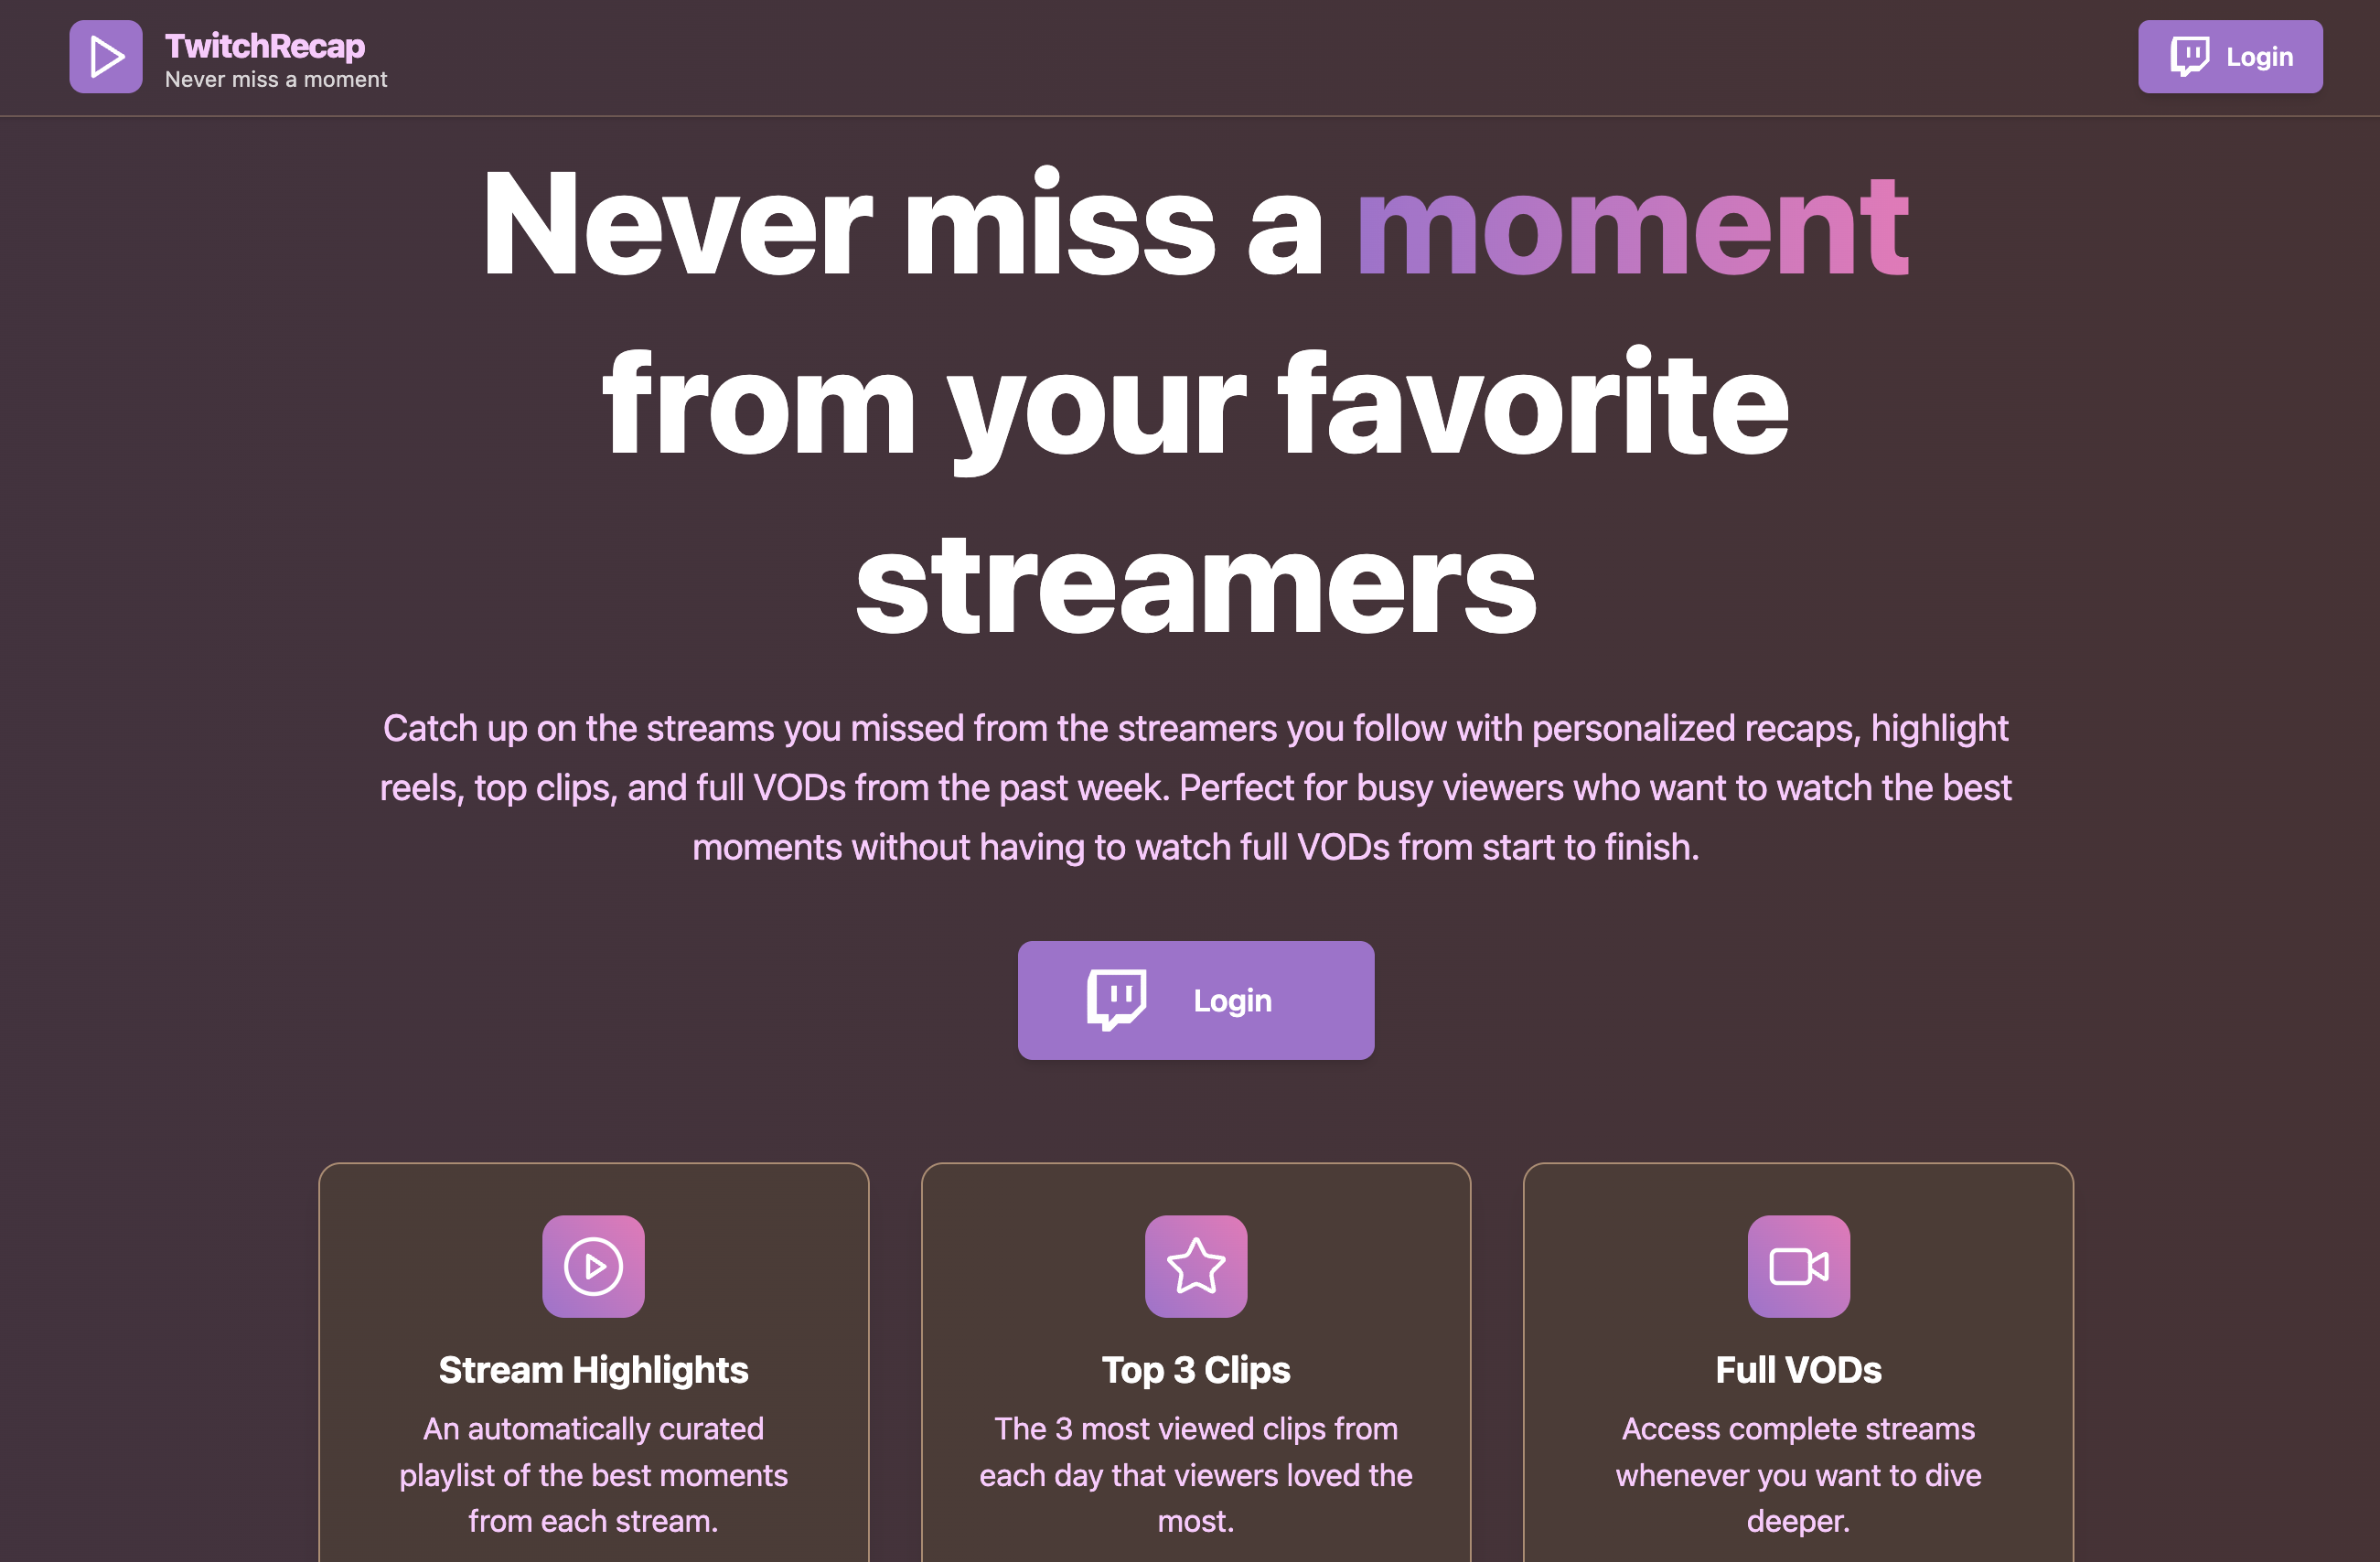 TwitchRecap
Never miss a moment
Login
Never miss a moment
from your favorite
streamers
Catch up on the streams you missed from the streamers you follow with personalized recaps, highlight
reels, top clips, and full VODs from the past week. Perfect for busy viewers who want to watch the best
moments without having to watch full VODs from start to finish.
Login
Stream Highlights
An automatically curated
playlist of the best moments
from each stream.
Top 3 Clips
The 3 most viewed clips from
each day that viewers loved the
most.
Full VODs
Access complete streams
whenever you want to dive
deeper.